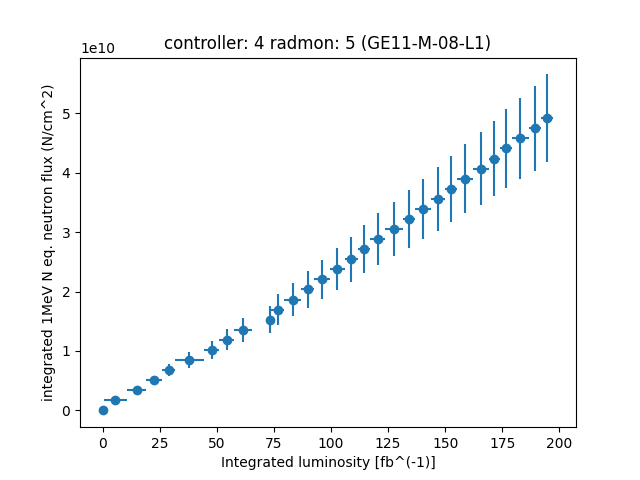 controller: 4 radmon: 5 (GE11-M-08-L1)
1e10
integrated 1MeV N eq. neutron flux (N/cm^2)
5
4
3
2
1
0
0 25 50 75 100 125 150 175 200
Integrated luminosity [fb^(-1)]